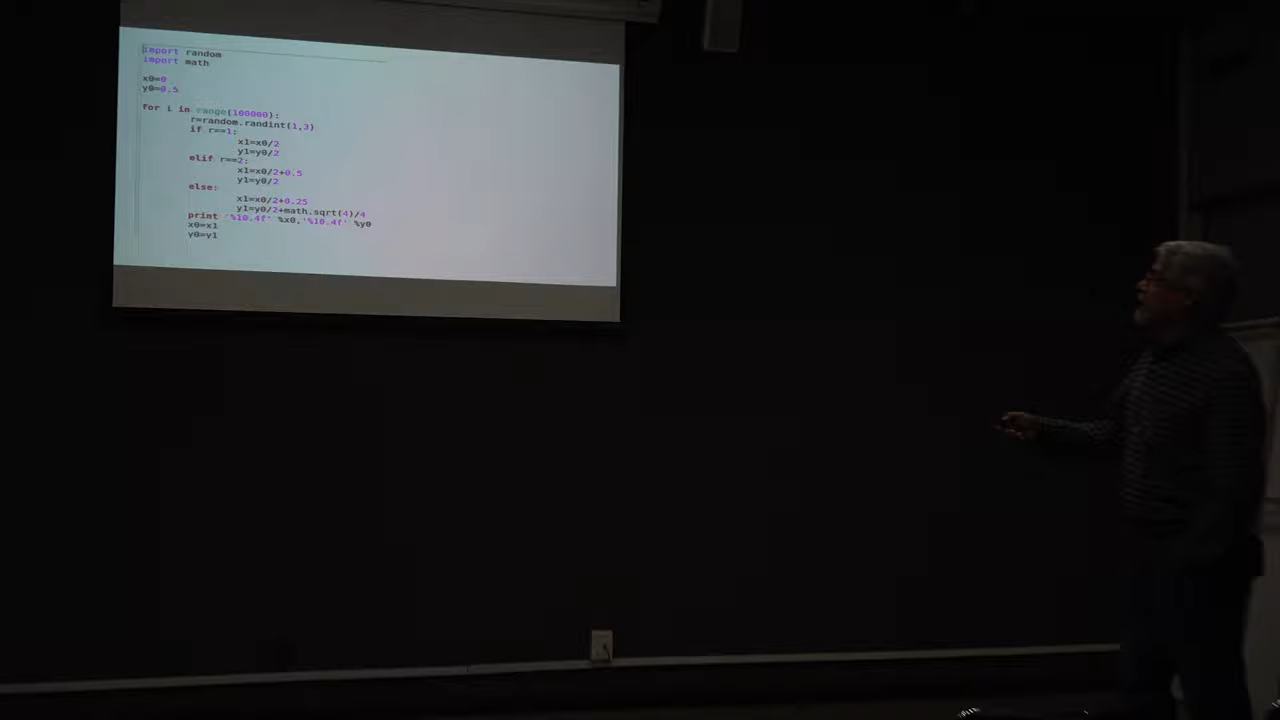 import random
import math
x0=0
y0=0.5
for i in range(100000):
r=random.randint(1,3)
if r==1:
x1=x0/2
y1=y0/2
elif r==2:
x1=x0/2+0.5
y1=y0/2
else:
x1=x0/2+0.25
y1=y0/2+math.sqrt(4)/4
print '%10.4f' %x0,'%10.4f' %y0
x0=x1
y0=y1